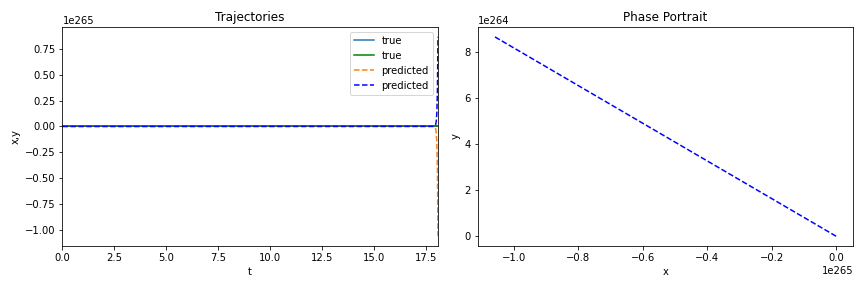 Trajectories
1e265
0.75
0.50
0.25
0.00
−0.25
−0.50
−0.75
−1.00
x,y
0.0
2.5
5.0
7.5
10.0
12.5
15.0
17.5
t
true
true
predicted
predicted
Phase Portrait
1e264
8
6
4
2
0
y
−1.0
−0.8
−0.6
−0.4
−0.2
0.0
x
1e265